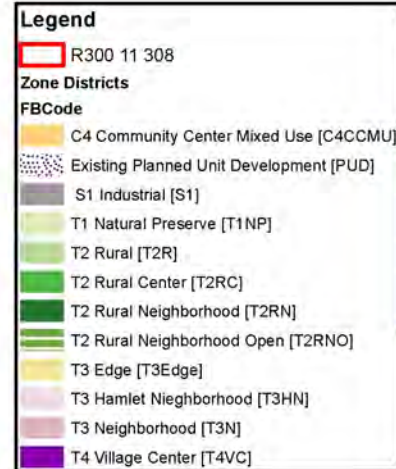 Legend
R300 11 308
Zone Districts
FBCode
C4 Community Center Mixed Use [C4CCMU]
Existing Planned Unit Development [PUD]
S1 Industrial [S1]
T1 Natural Preserve [T1NP]
T2 Rural [T2R]
T2 Rural Center [T2RC]
T2 Rural Neighborhood [T2RN]
T2 Rural Neighborhood Open [T2RNO]
T3 Edge [T3Edge]
T3 Hamlet Nieghborhood [T3HN]
T3 Neighborhood [T3N]
T4 Village Center [T4VC]